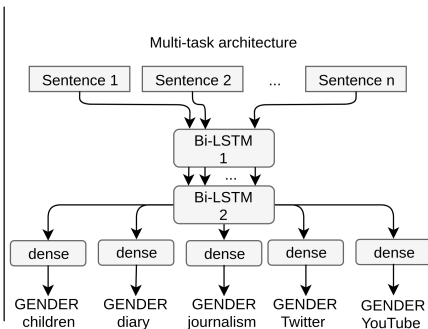 Multi-task architecture
Sentence 1 Sentence 2 ... Sentence n
Bi-LSTM
1
...
Bi-LSTM
2
dense dense dense dense dense
GENDER GENDER GENDER GENDER GENDER
children diary journalism Twitter YouTube